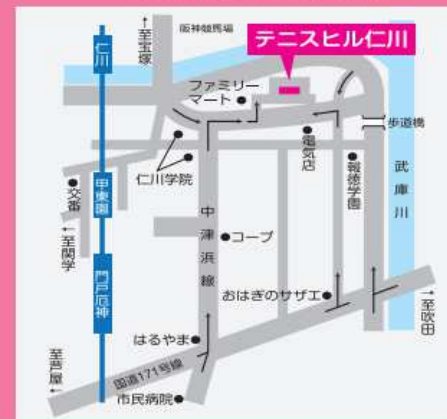 ↑至宝塚
阪神競馬場
テニスヒル仁川
仁川
ファミリーマート
歩道橋
電気店
報徳学園
仁川学院
武庫川
交番
甲東園
中津浜線
コープ
←至関学
門戸厄神
おはぎのサザエ
→至吹田
はるやま
至芦屋←
国道171号線
市民病院